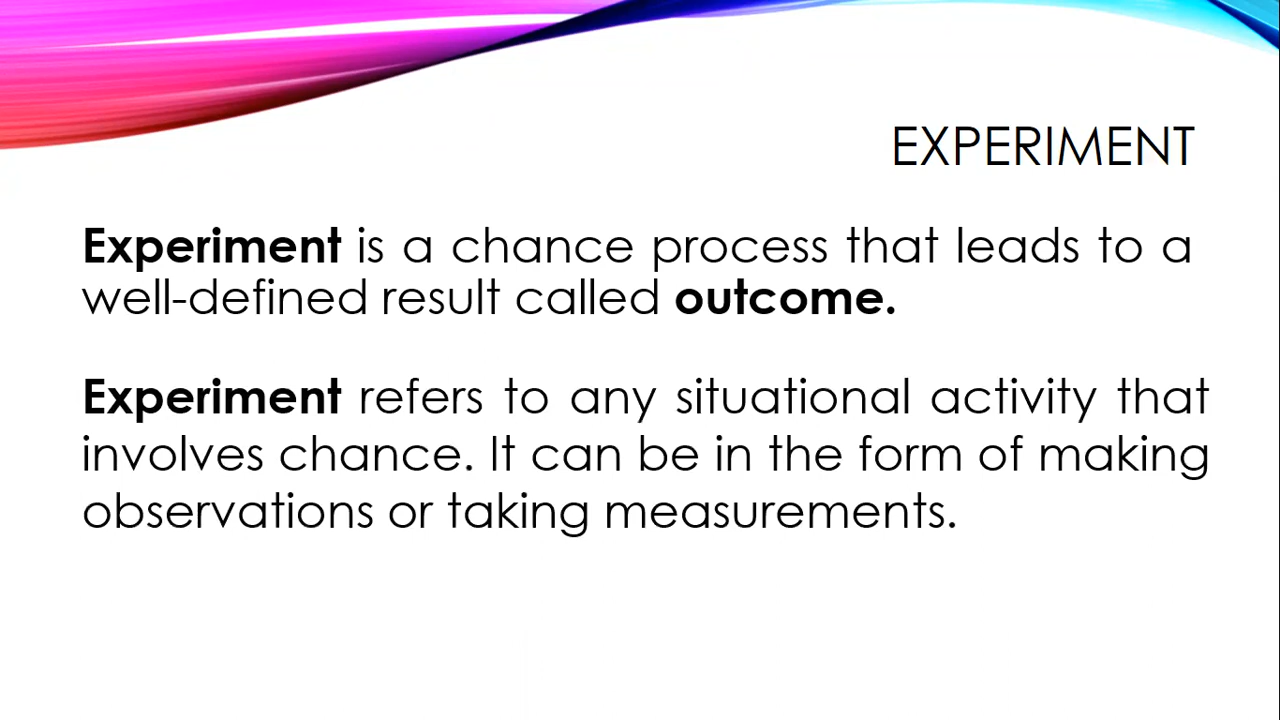 EXPERIMENT
Experiment is a chance process that leads to a
well-defined result called outcome.
Experiment refers to any situational activity that
involves chance. It can be in the form of making
observations or taking measurements.